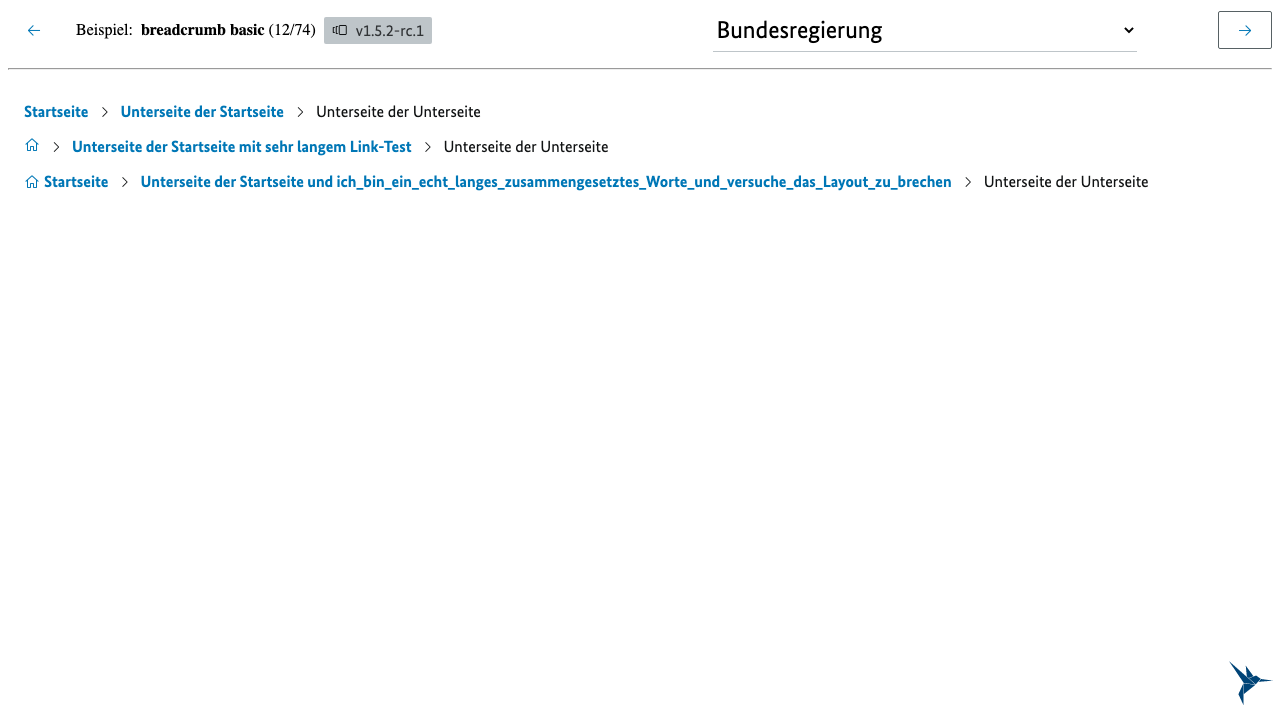 Beispiel: breadcrumb basic (12/74) v1.5.2-rc.1 Bundesregierung
Startseite Unterseite der Startseite Unterseite der Unterseite
Unterseite der Startseite mit sehr langem Link-Test Unterseite der Unterseite
Startseite Unterseite der Startseite und ich_bin_ein_echt_langes_zusammengesetztes_Worte_und_versuche_das_Layout_zu_brechen Unterseite der Unterseite